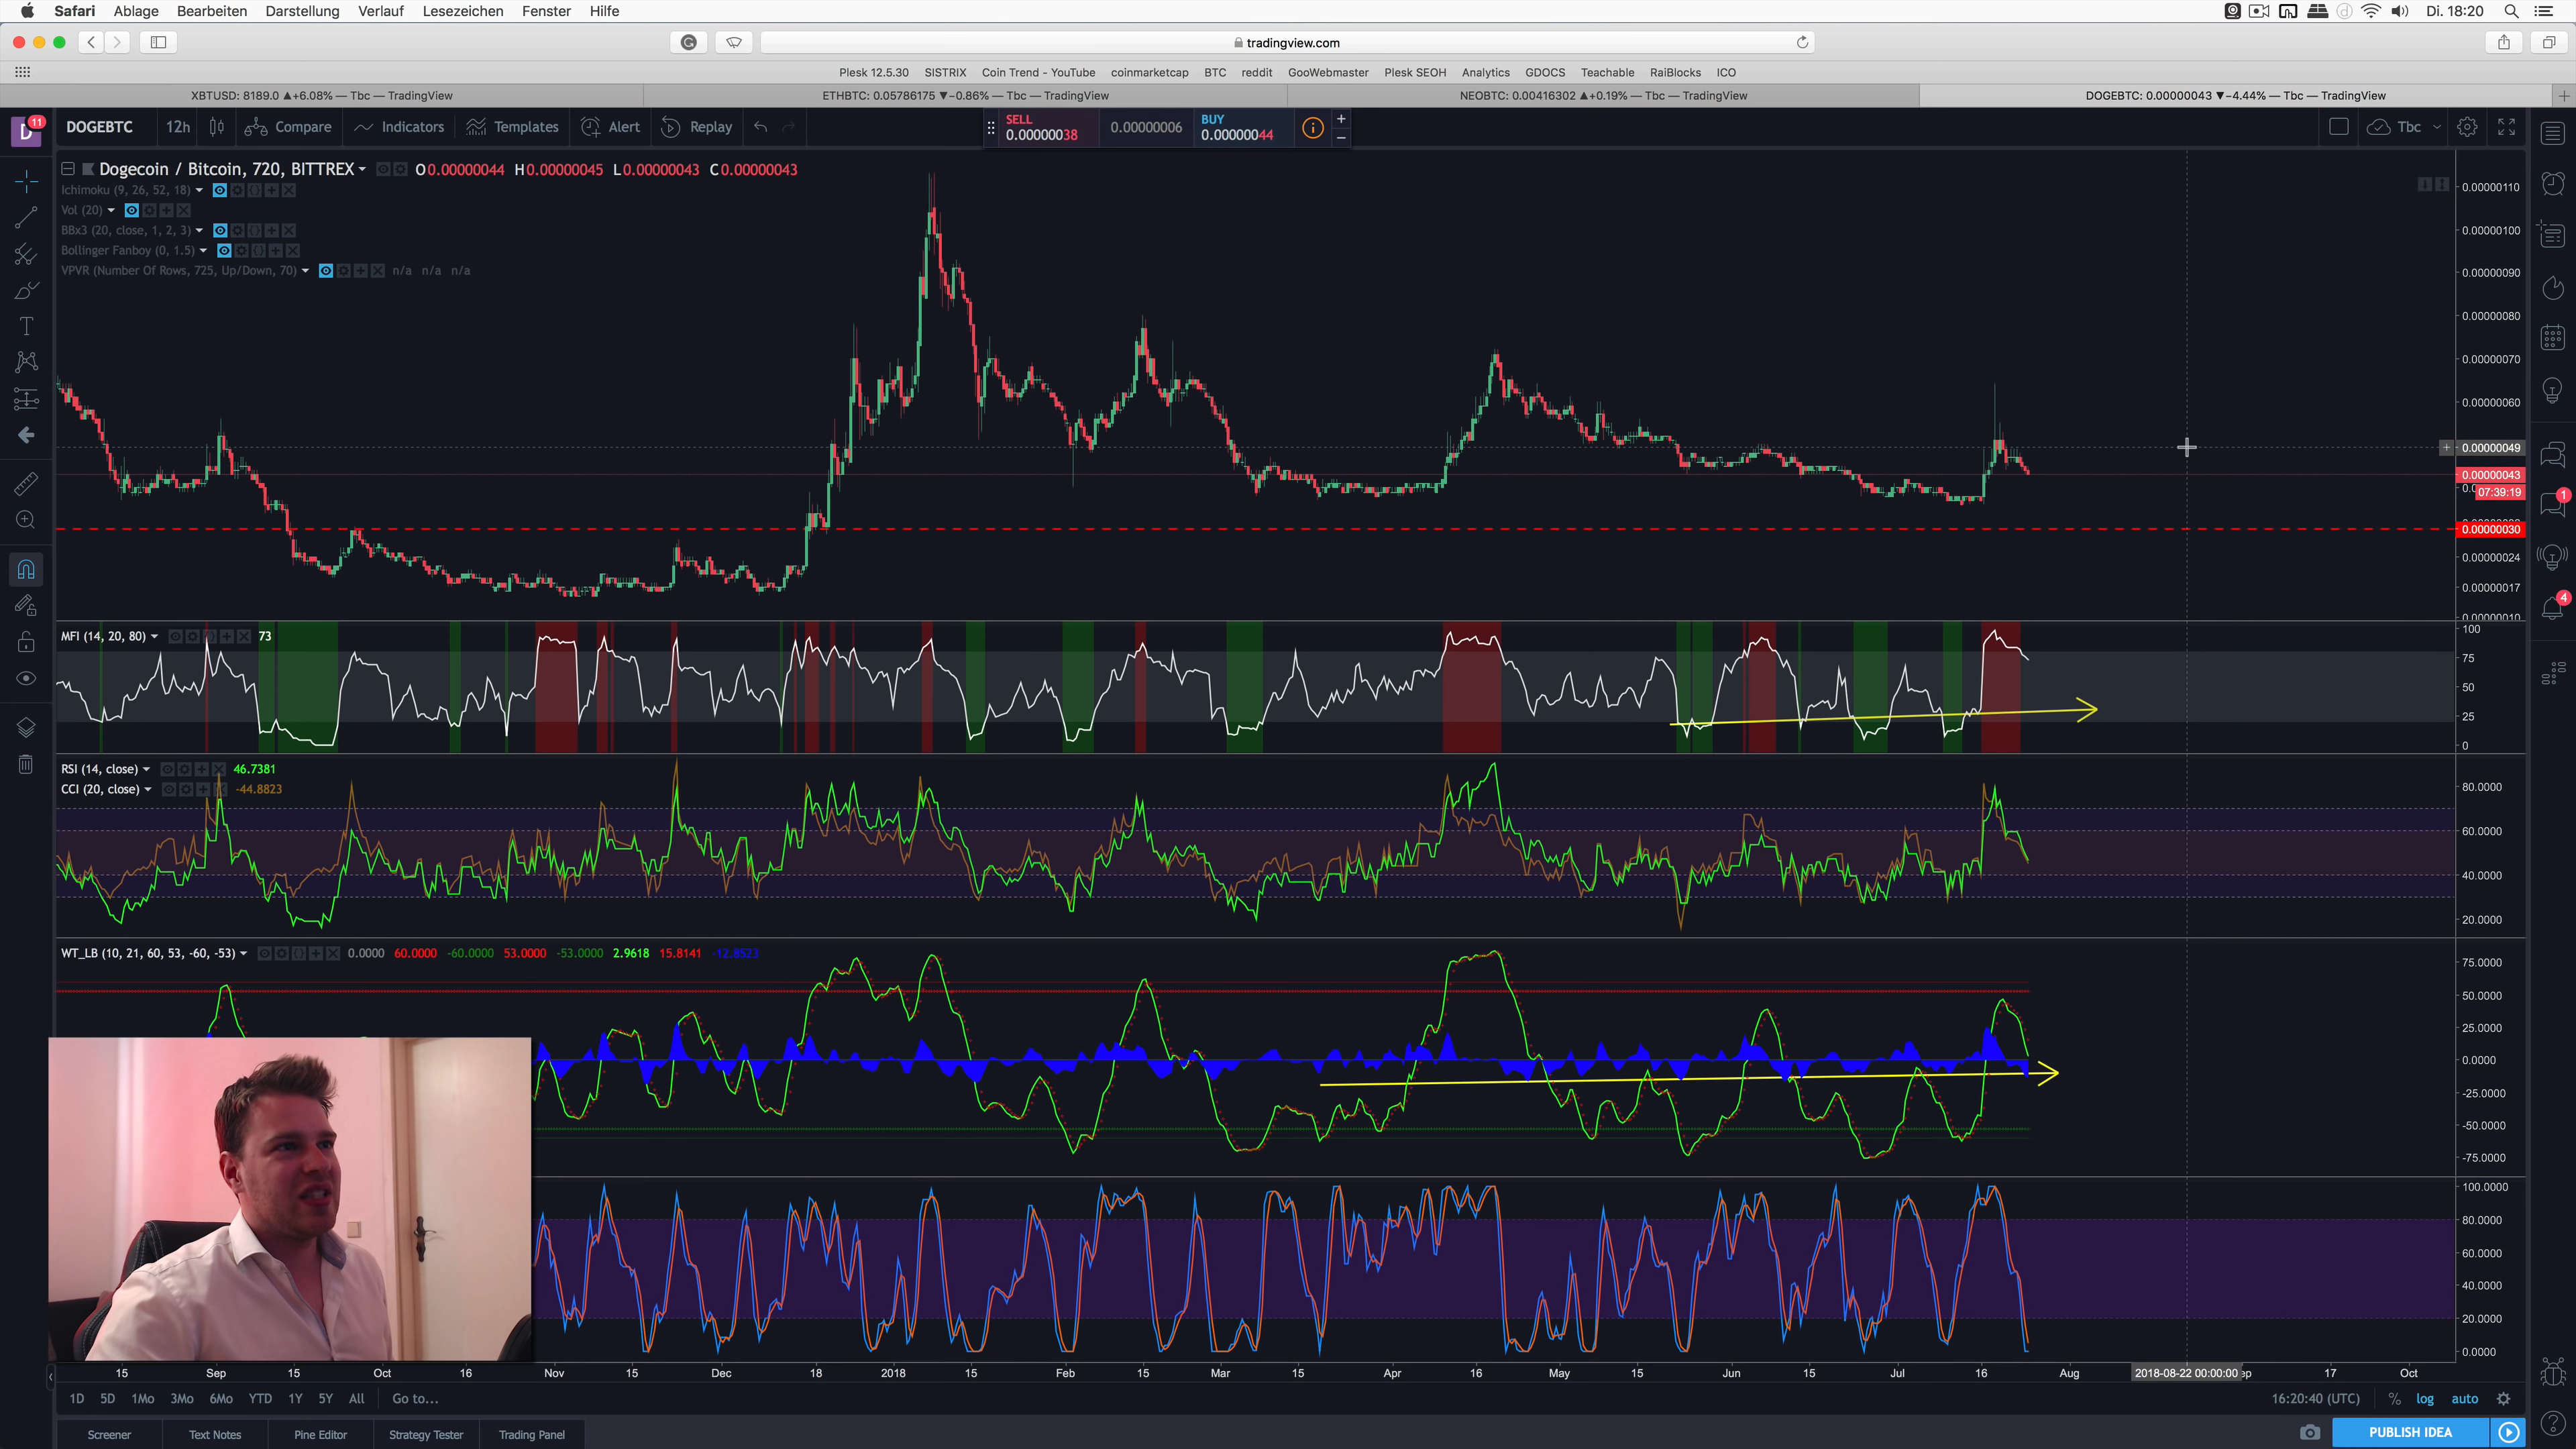 Safari Ablage Bearbeiten Darstellung Verlauf Lesezeichen Fenster Hilfe Di. 18:20
tradingview.com
Plesk 12.5.30 SISTRIX Coin Trend - YouTube coinmarketcap BTC reddit GooWebmaster Plesk SEOH Analytics GDOCS Teachable RaiBlocks ICO
XBTUSD: 8189.0 ▲+6.08% — Tbc — TradingView ETHBTC: 0.05786175 ▼−0.86% — Tbc — TradingView NEOBTC: 0.00416302 ▲+0.19% — Tbc — TradingView DOGEBTC: 0.00000043 ▼−4.44% — Tbc — TradingView
D 11 DOGEBTC 12h Compare Indicators Templates Alert Replay SELL 0.00000038 0.00000006 BUY 0.00000044 Tbc
Dogecoin / Bitcoin, 720, BITTREX O0.00000044 H0.00000045 L0.00000043 C0.00000043
Ichimoku (9, 26, 52, 18)
Vol (20)
BBx3 (20, close, 1, 2, 3)
Bollinger Fanboy (0, 1.5)
VPVR (Number Of Rows, 725, Up/Down, 70) n/a n/a n/a
0.00000110
0.00000100
0.00000090
0.00000080
0.00000070
0.00000060
0.00000049
0.00000043
07:39:19
0.00000030
0.00000024
0.00000017
0.00000010
1
4
MFI (14, 20, 80) 73
100
75
50
25
0
RSI (14, close) 46.7381
CCI (20, close) -44.8823
80.0000
60.0000
40.0000
20.0000
WT_LB (10, 21, 60, 53, -60, -53) 0.0000 60.0000 -60.0000 53.0000 -53.0000 2.9618 15.8141 -12.8523
75.0000
50.0000
25.0000
0.0000
-25.0000
-50.0000
-75.0000
100.0000
80.0000
60.0000
40.0000
20.0000
0.0000
15 Sep 15 Oct 16 Nov 15 Dec 18 2018 15 Feb 15 Mar 15 Apr 16 May 15 Jun 15 Jul 16 Aug 2018-08-22 00:00:00 ep 17 Oct
1D 5D 1Mo 3Mo 6Mo YTD 1Y 5Y All Go to... 16:20:40 (UTC) % log auto
Screener Text Notes Pine Editor Strategy Tester Trading Panel PUBLISH IDEA